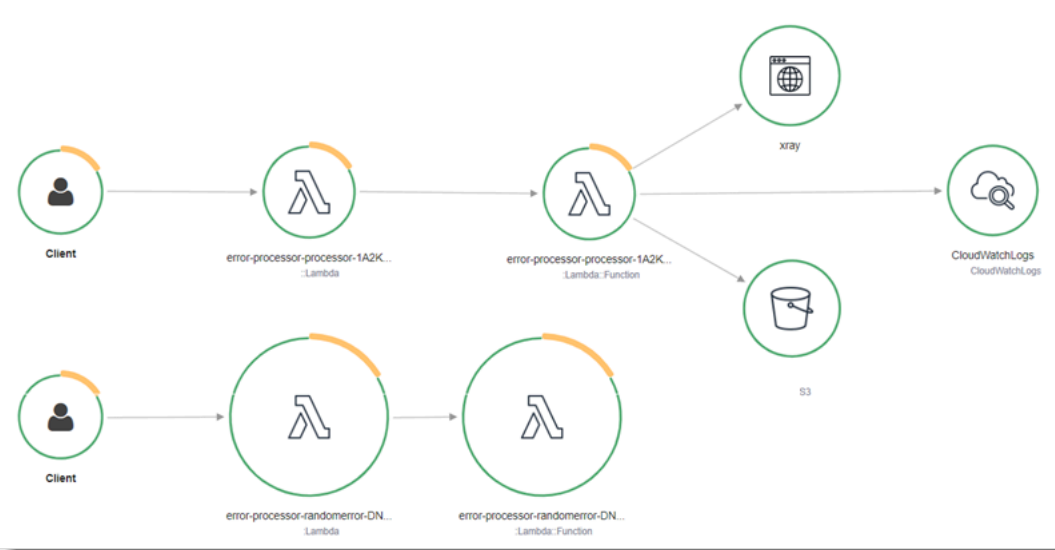 xray
Client
error-processor-processor-1A2K...
::Lambda
error-processor-processor-1A2K...
:Lambda::Function
CloudWatchLogs
CloudWatchLogs
S3
Client
error-processor-randomerror-DN...
:Lambda
error-processor-randomerror-DN...
:Lambda::Function